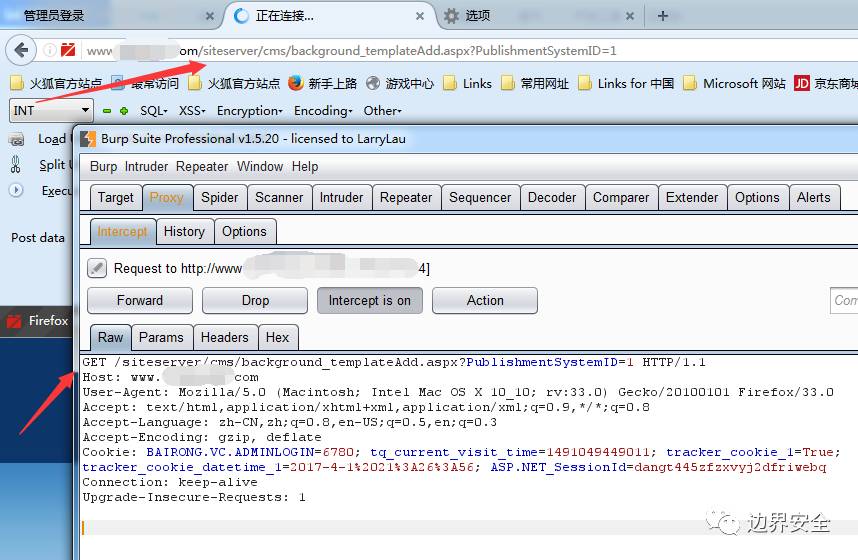 管理员登录 × 正在连接... × 选项 × +
www. om/siteserver/cms/background_templateAdd.aspx?PublishmentSystemID=1
火狐官方站点 最常访问 火狐官方站点 新手上路 游戏中心 Links 常用网址 Links for 中国 Microsoft 网站 JD 京东商城
INT SQL XSS Encryption Encoding Other
Load U
Split U
Execu
Post data
Firefox
Burp Suite Professional v1.5.20 - licensed to LarryLau
Burp Intruder Repeater Window Help
Target Proxy Spider Scanner Intruder Repeater Sequencer Decoder Comparer Extender Options Alerts
Intercept History Options
Request to http://www 4]
Forward Drop Intercept is on Action Com
Raw Params Headers Hex
GET /siteserver/cms/background_templateAdd.aspx?PublishmentSystemID=1 HTTP/1.1
Host: www. com
User-Agent: Mozilla/5.0 (Macintosh; Intel Mac OS X 10_10; rv:33.0) Gecko/20100101 Firefox/33.0
Accept: text/html,application/xhtml+xml,application/xml;q=0.9,*/*;q=0.8
Accept-Language: zh-CN,zh;q=0.8,en-US;q=0.5,en;q=0.3
Accept-Encoding: gzip, deflate
Cookie: BAIRONG.VC.ADMINLOGIN=6780; tq_current_visit_time=1491049449011; tracker_cookie_1=True;
tracker_cookie_datetime_1=2017-4-1%2021%3A26%3A56; ASP.NET_SessionId=dangt445zfzxvyj2dfriwebq
Connection: keep-alive
Upgrade-Insecure-Requests: 1
边界安全